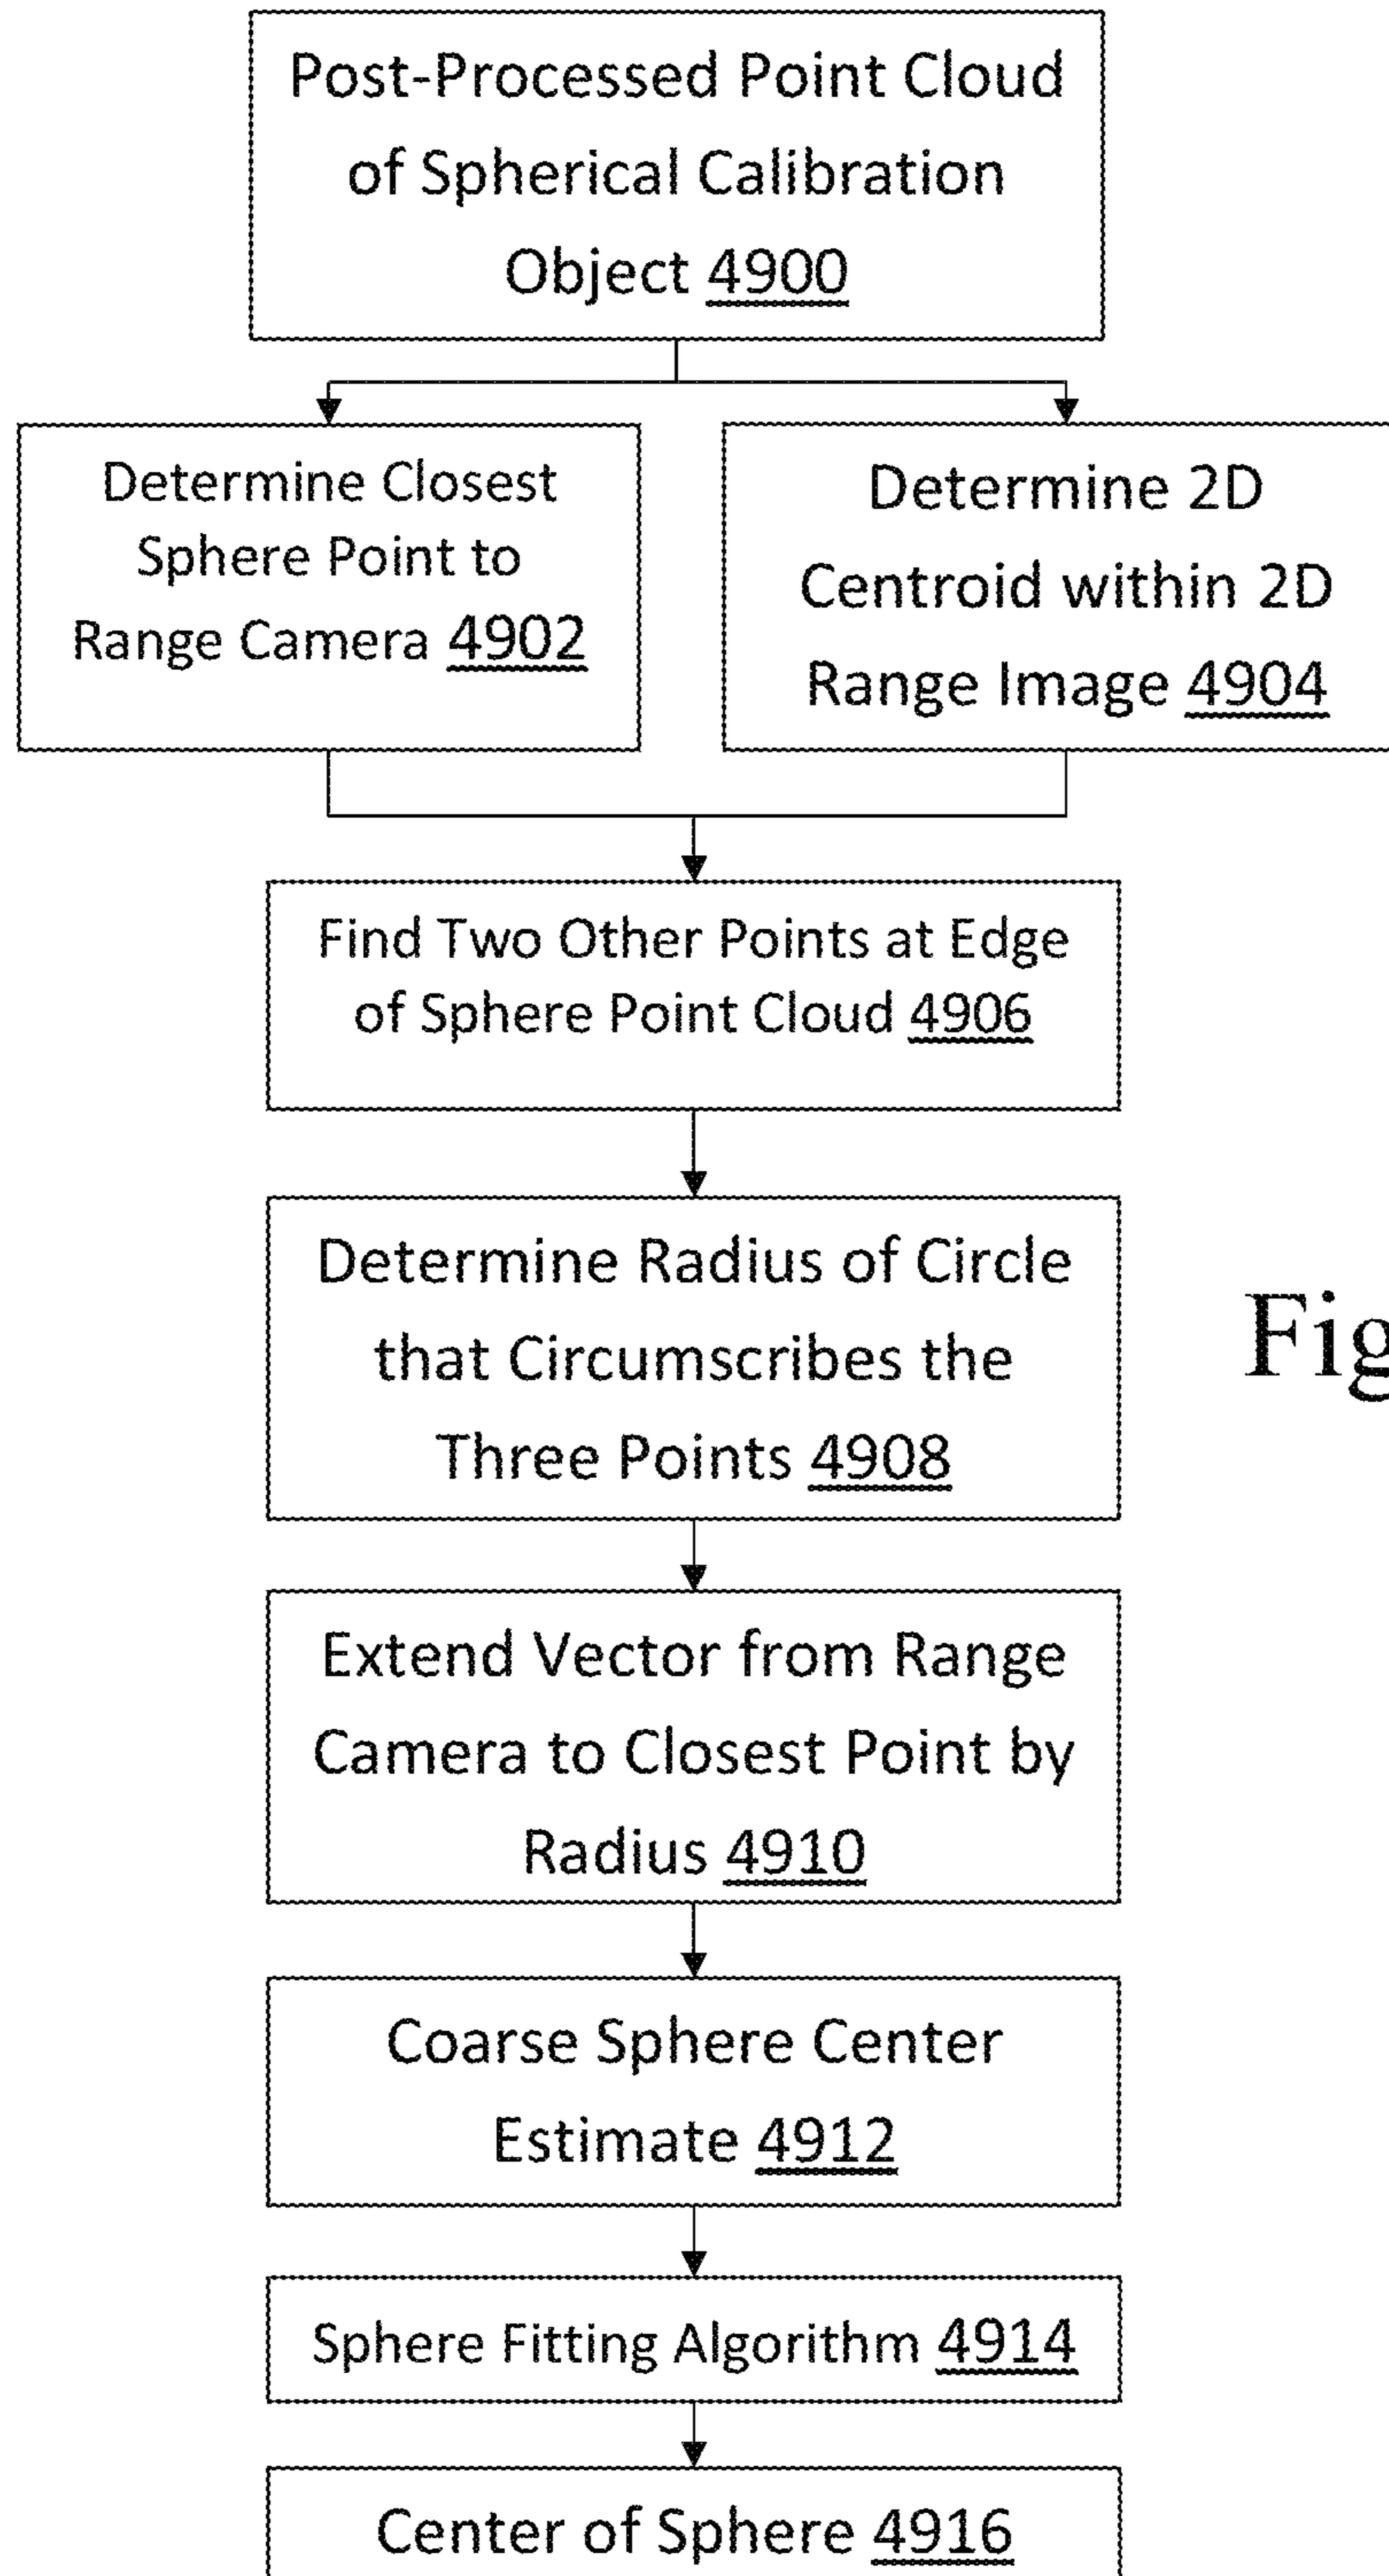 Post-Processed Point Cloud
of Spherical Calibration
Object 4900
Determine Closest
Sphere Point to
Range Camera 4902
Determine 2D
Centroid within 2D
Range Image 4904
Find Two Other Points at Edge
of Sphere Point Cloud 4906
Determine Radius of Circle
that Circumscribes the
Three Points 4908
Fig
Extend Vector from Range
Camera to Closest Point by
Radius 4910
Coarse Sphere Center
Estimate 4912
Sphere Fitting Algorithm 4914
Center of Sphere 4916